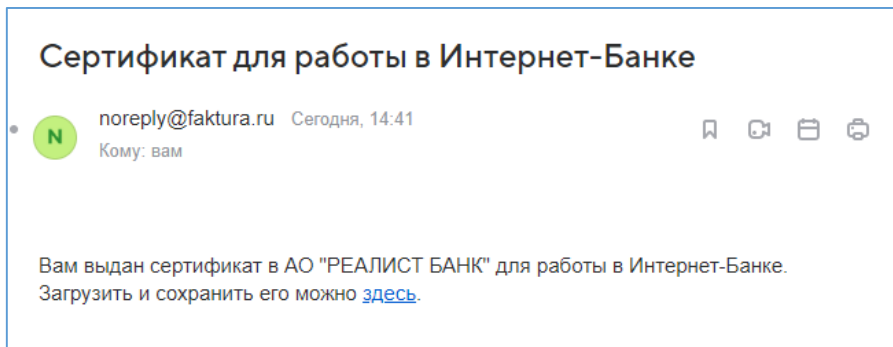 Сертификат для работы в Интернет-Банке
N
noreply@faktura.ru Сегодня, 14:41
Кому: вам
Вам выдан сертификат в АО "РЕАЛИСТ БАНК" для работы в Интернет-Банке.
Загрузить и сохранить его можно здесь.